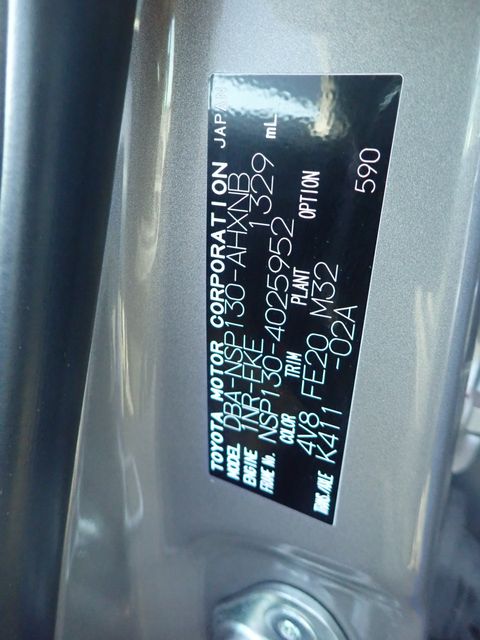 TOYOTA MOTOR CORPORATION JAPAN
MODEL DBA-NSP130-AHXNB
ENGINE 1NR-FKE 1329 mL
FRAME No. NSP130-4025952
COLOR TRIM PLANT OPTION
4V8 FE20 M32 590
TRANS/AXLE K411 -02A